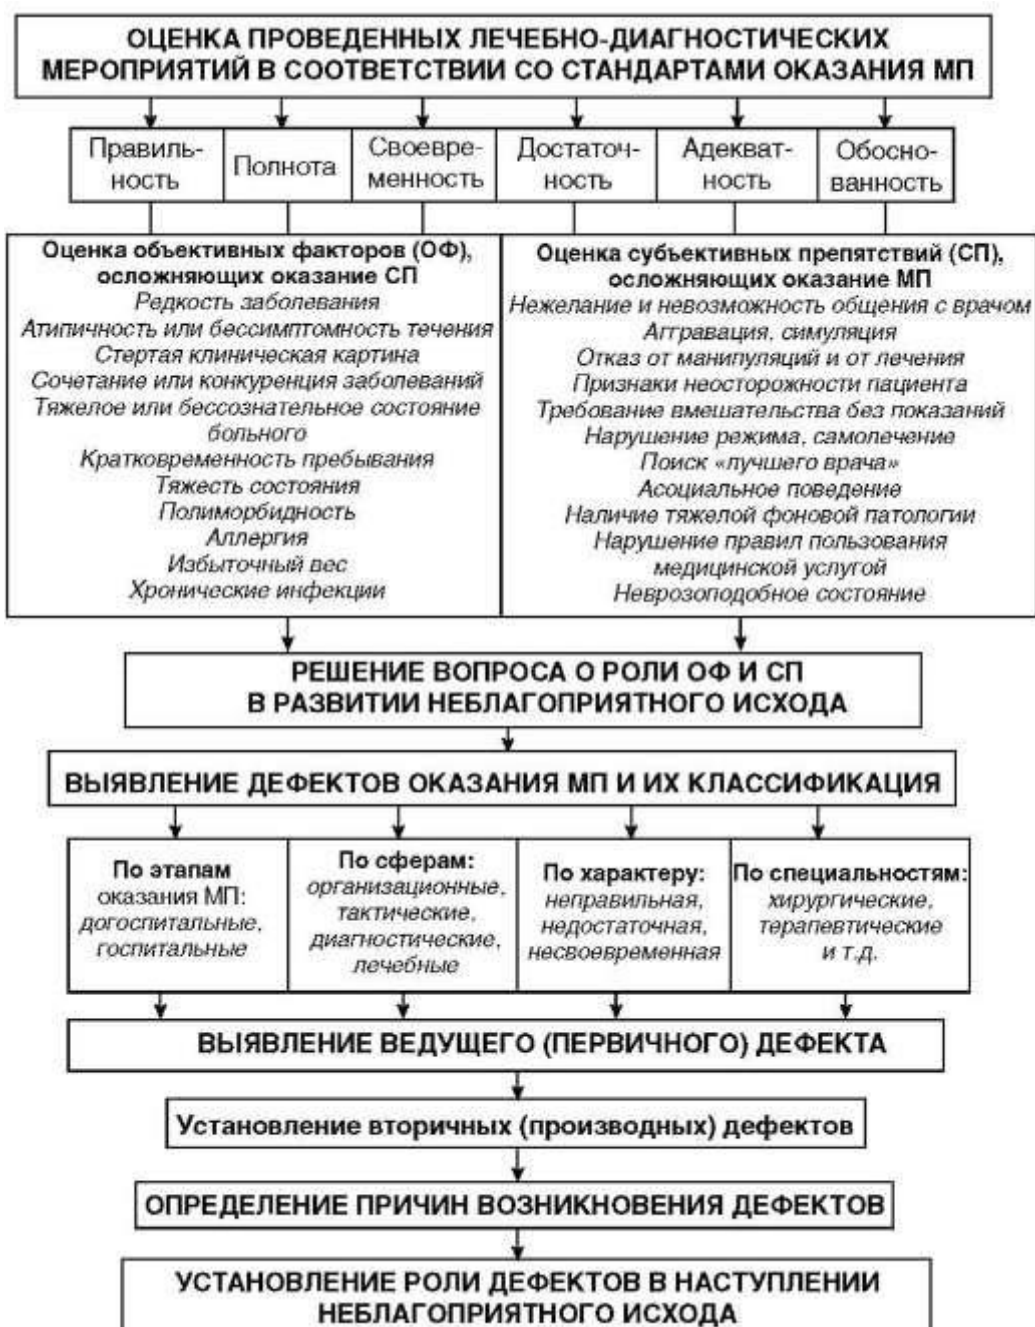 ОЦЕНКА ПРОВЕДЕННЫХ ЛЕЧЕБНО-ДИАГНОСТИЧЕСКИХ
МЕРОПРИЯТИЙ В СООТВЕТСТВИИ СО СТАНДАРТАМИ ОКАЗАНИЯ МП
Правиль-
ность
Полнота
Своевре-
менность
Достаточ-
ность
Адекват-
ность
Обосно-
ванность
Оценка объективных факторов (ОФ),
осложняющих оказание СП
Редкость заболевания
Атипичность или бессимптомность течения
Стертая клиническая картина
Сочетание или конкуренция заболеваний
Тяжелое или бессознательное состояние
больного
Кратковременность пребывания
Тяжесть состояния
Полиморбидность
Аллергия
Избыточный вес
Хронические инфекции
Оценка субъективных препятствий (СП),
осложняющих оказание МП
Нежелание и невозможность общения с врачом
Аггравация, симуляция
Отказ от манипуляций и от лечения
Признаки неосторожности пациента
Требование вмешательства без показаний
Нарушение режима, самолечение
Поиск «лучшего врача»
Асоциальное поведение
Наличие тяжелой фоновой патологии
Нарушение правил пользования
медицинской услугой
Неврозоподобное состояние
РЕШЕНИЕ ВОПРОСА О РОЛИ ОФ И СП
В РАЗВИТИИ НЕБЛАГОПРИЯТНОГО ИСХОДА
ВЫЯВЛЕНИЕ ДЕФЕКТОВ ОКАЗАНИЯ МП И ИХ КЛАССИФИКАЦИЯ
По этапам
оказания МП:
догоспитальные,
госпитальные
По сферам:
организационные,
тактические,
диагностические,
лечебные
По характеру:
неправильная,
недостаточная,
несвоевременная
По специальностям:
хирургические,
терапевтические
и т.д.
ВЫЯВЛЕНИЕ ВЕДУЩЕГО (ПЕРВИЧНОГО) ДЕФЕКТА
Установление вторичных (производных) дефектов
ОПРЕДЕЛЕНИЕ ПРИЧИН ВОЗНИКНОВЕНИЯ ДЕФЕКТОВ
УСТАНОВЛЕНИЕ РОЛИ ДЕФЕКТОВ В НАСТУПЛЕНИИ
НЕБЛАГОПРИЯТНОГО ИСХОДА